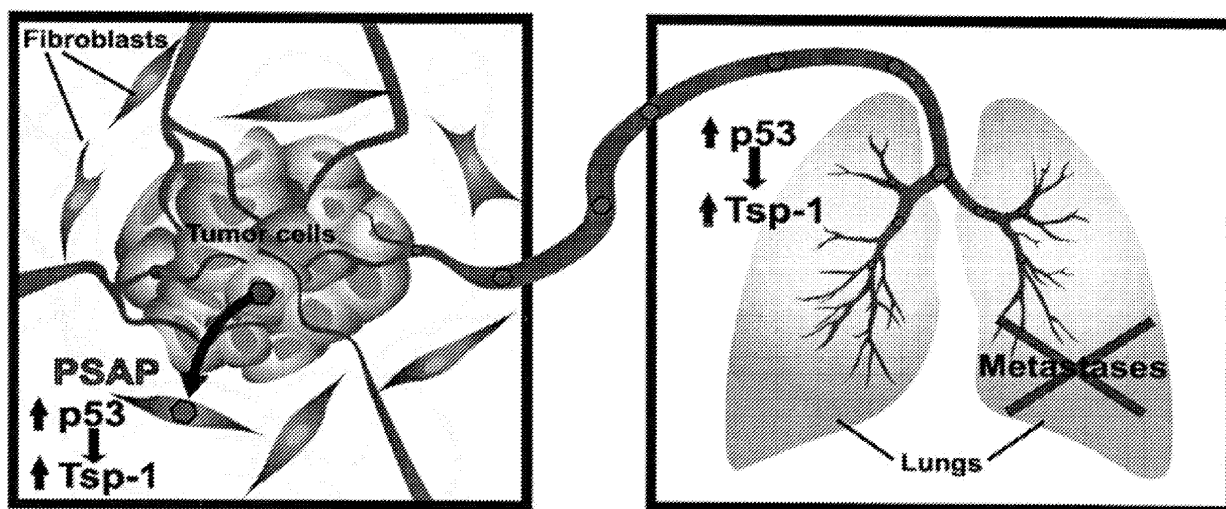 Fibroblasts
Tumor cells
PSAP
p53
Tsp-1
p53
Tsp-1
Metastases
Lungs